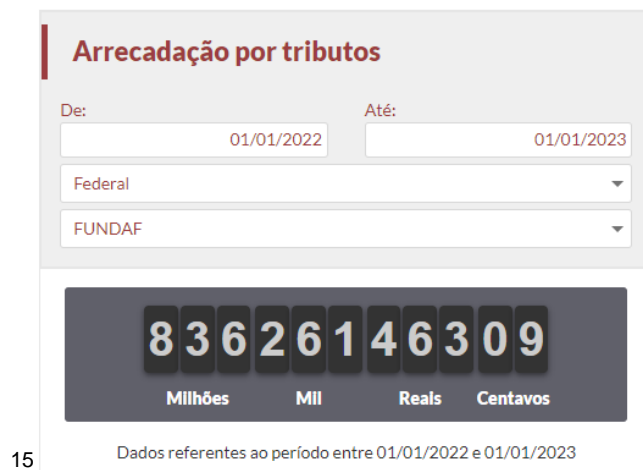 Arrecadação por tributos
De: Até:
01/01/2022 01/01/2023
Federal
FUNDAF
83626146309
Milhões Mil Reais Centavos
Dados referentes ao período entre 01/01/2022 e 01/01/2023
15